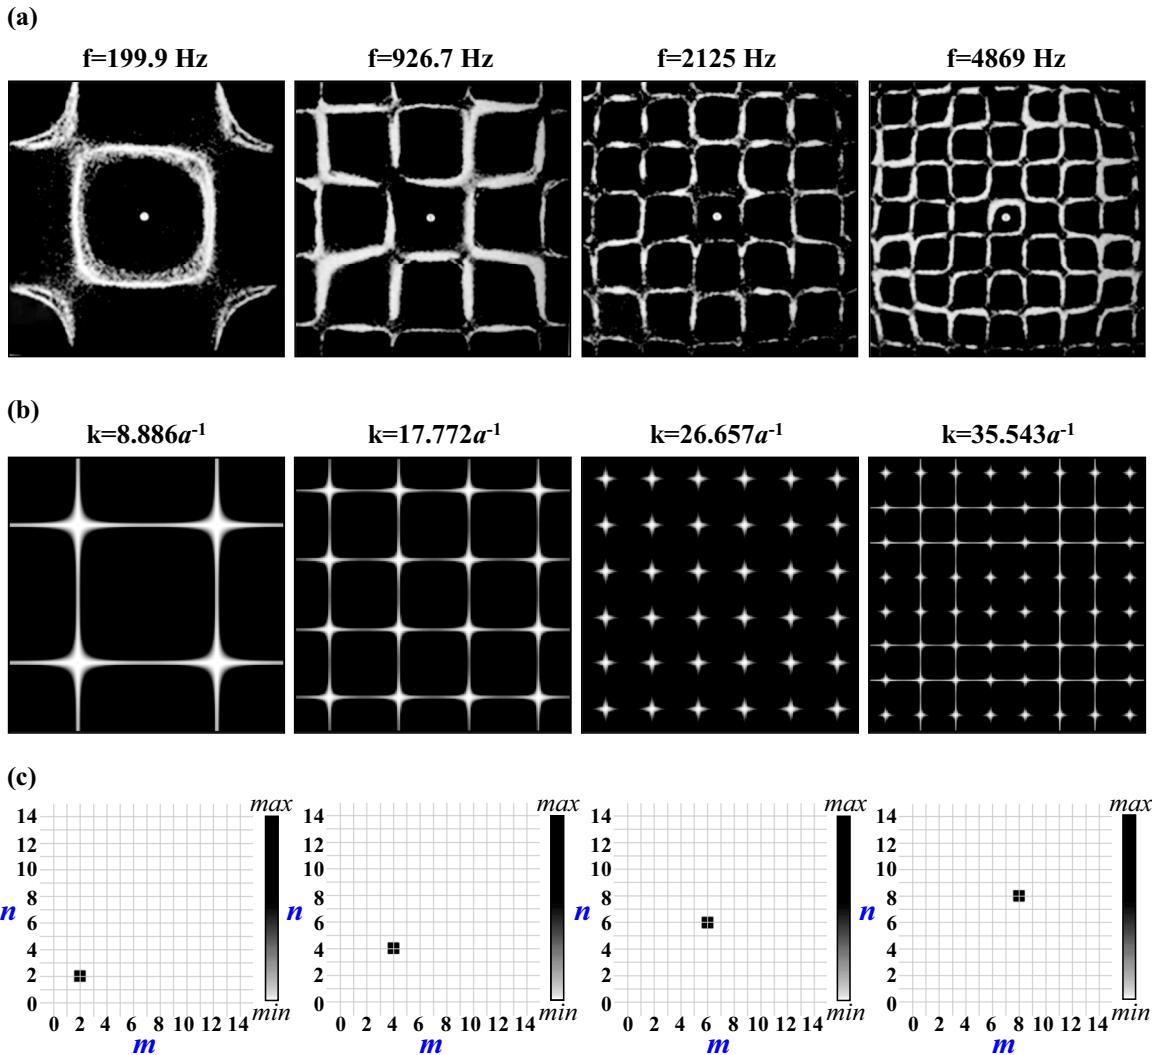 (a)
f=199.9 Hz
f=926.7 Hz
f=2125 Hz
f=4869 Hz
(b)
k=8.886a⁻¹
k=17.772a⁻¹
k=26.657a⁻¹
k=35.543a⁻¹
(c)
14
12
10
8
6
4
2
0
n
0 2 4 6 8 10 12 14
m
max
min
14
12
10
8
6
4
2
0
n
0 2 4 6 8 10 12 14
m
max
min
14
12
10
8
6
4
2
0
n
0 2 4 6 8 10 12 14
m
max
min
14
12
10
8
6
4
2
0
n
0 2 4 6 8 10 12 14
m
max
min